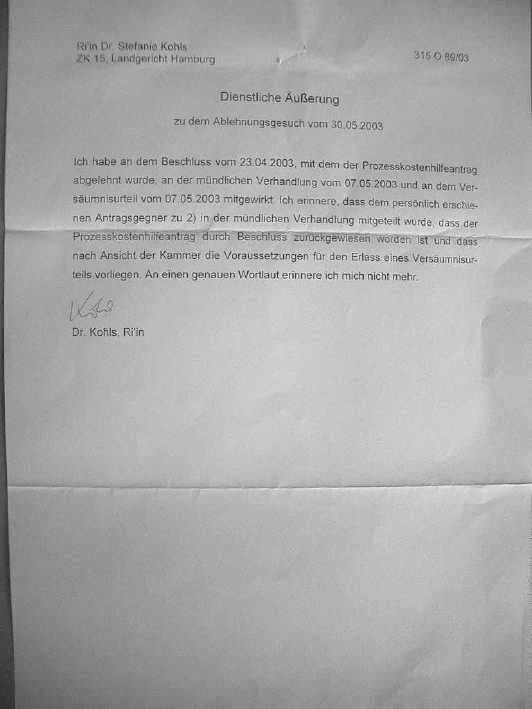 Ri'in Dr. Stefanie Kohls
ZK 15, Landgericht Hamburg
315 O 89/03
Dienstliche Äußerung
zu dem Ablehnungsgesuch vom 30.05.2003
Ich habe an dem Beschluss vom 23.04.2003, mit dem der Prozesskostenhilfeantrag
abgelehnt wurde, an der mündlichen Verhandlung vom 07.05.2003 und an dem Ver-
säumnisurteil vom 07.05.2003 mitgewirkt. Ich erinnere, dass dem persönlich erschie-
nen Antragsgegner zu 2) in der mündlichen Verhandlung mitgeteilt wurde, dass der
Prozesskostenhilfeantrag durch Beschluss zurückgewiesen worden ist und dass
nach Ansicht der Kammer die Voraussetzungen für den Erlass eines Versäumnisur-
teils vorliegen. An einen genauen Wortlaut erinnere ich mich nicht mehr.
Dr. Kohls, Ri'in